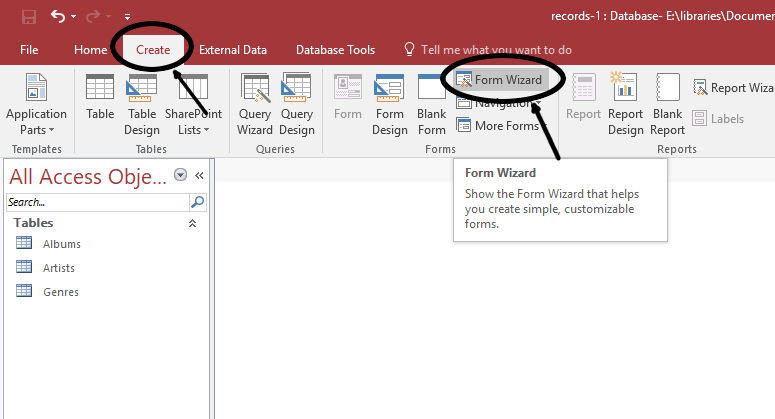 records-1 : Database- E:\libraries\Documen
File Home Create External Data Database Tools Tell me what you want to do
Application Parts
Table
Table Design
SharePoint Lists
Query Wizard
Query Design
Form
Form Design
Blank Form
Form Wizard
Navigation
More Forms
Report
Report Design
Blank Report
Report Wiza
Labels
Templates Tables Queries Forms Reports
All Access Obje...
Search...
Tables
Albums
Artists
Genres
Form Wizard
Show the Form Wizard that helps
you create simple, customizable
forms.